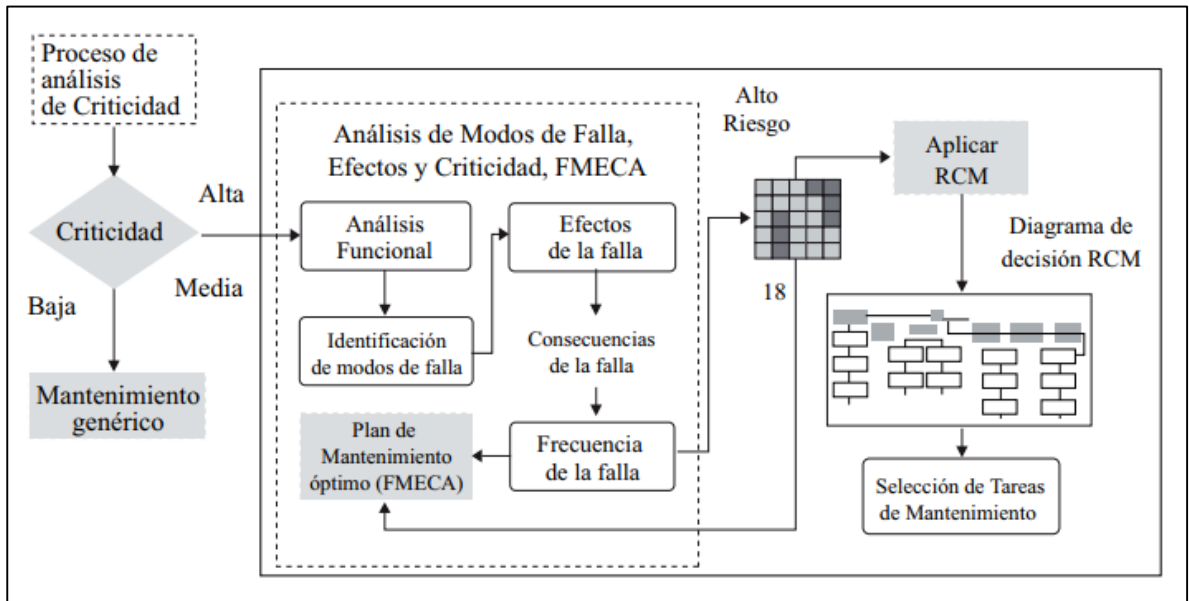 Proceso de
análisis
de Criticidad
Criticidad
Alta
Media
Baja
Mantenimiento
genérico
Análisis de Modos de Falla,
Efectos y Criticidad, FMECA
Análisis
Funcional
Identificación
de modos de falla
Efectos
de la falla
Consecuencias
de la falla
Frecuencia
de la falla
Plan de
Mantenimiento
óptimo (FMECA)
Alto
Riesgo
18
Aplicar
RCM
Diagrama de
decisión RCM
Selección de Tareas
de Mantenimiento